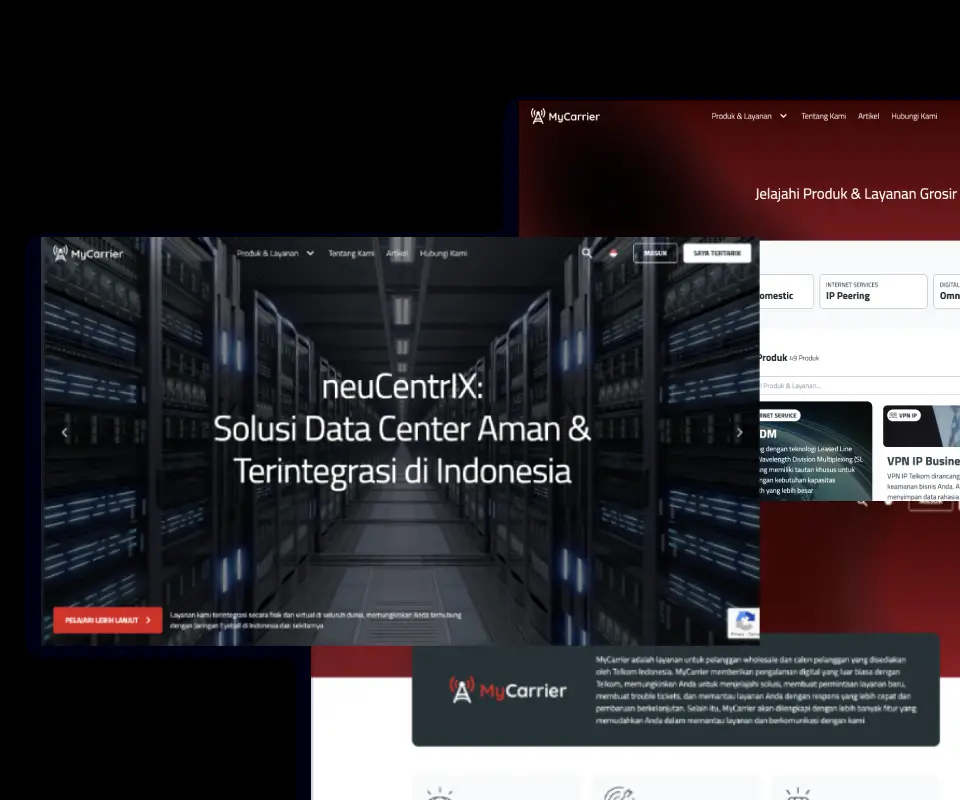 MyCarrier
Produk & Layanan
Tentang Kami
Artikel
Hubungi Kami
Jelajahi Produk & Layanan Grosir
MyCarrier
Produk & Layanan
Tentang Kami
Artikel
Hubungi Kami
MASUK
SAYA TERTARIK
neuCentrIX:
Solusi Data Center Aman &
Terintegrasi di Indonesia
PELAJARI LEBIH LANJUT
Layanan kami terintegrasi secara fisik dan virtual di seluruh dunia, memungkinkan Anda terhubung
dengan Jaringan Eyeball di Indonesia dan sekitarnya.
omestic
INTERNET SERVICES
IP Peering
DIGITAL
Omn
Produk 49 Produk
Produk & Layanan...
RNET SERVICE
DM
ng dengan teknologi Leased Line
Wavelength Division Multiplexing (SL
ng memiliki tautan khusus untuk
ngan kebutuhan kapasitas
th yang lebih besar
VPN IP
VPN IP Busine
VPN IP Telkom dirancang
keamanan bisnis Anda. A
menyimpan data rahasia
MyCarrier
MyCarrier adalah layanan untuk pelanggan wholesale dan calon pelanggan yang disediakan
oleh Telkom Indonesia. MyCarrier memberikan pengalaman digital yang luar biasa dengan
Telkom, memungkinkan Anda untuk menjelajahi solusi, membuat permintaan layanan baru,
membuat trouble tickets, dan memantau layanan Anda dengan respons yang lebih cepat dan
pembaruan berkelanjutan. Selain itu, MyCarrier akan dilengkapi dengan lebih banyak fitur yang
memudahkan Anda dalam memantau layanan dan berkomunikasi dengan kami